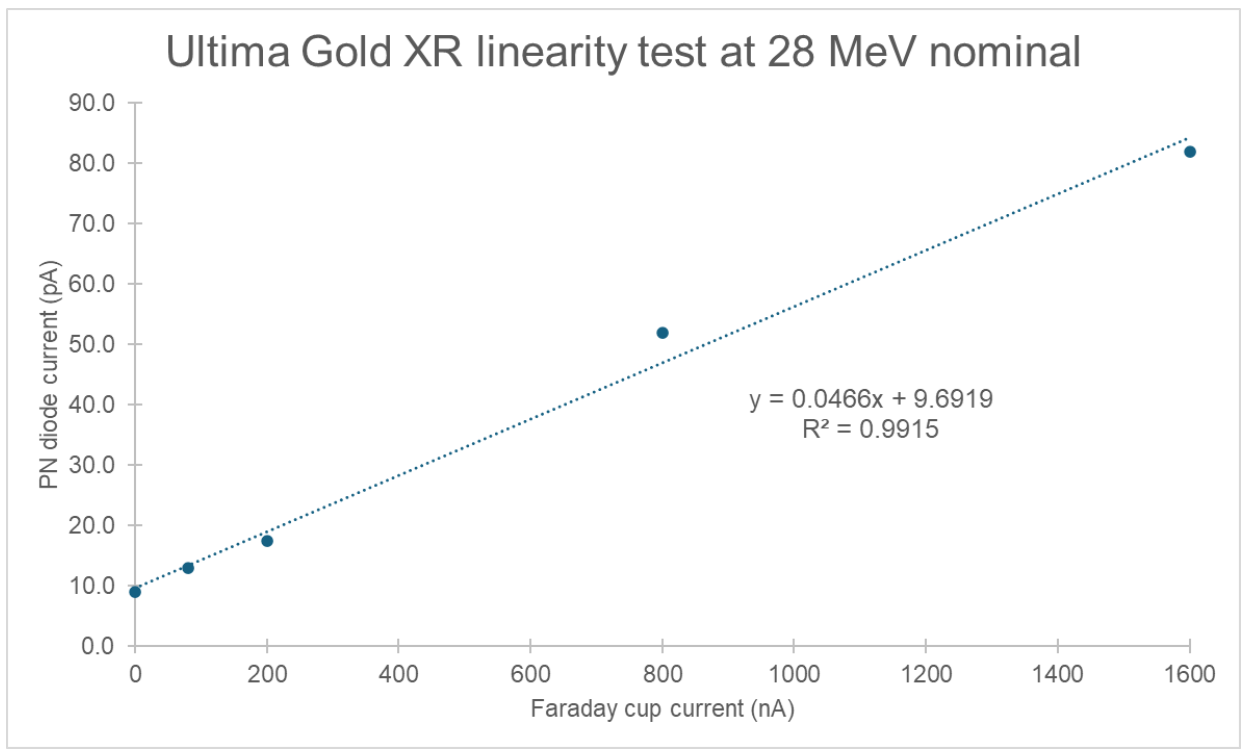 Ultima Gold XR linearity test at 28 MeV nominal
90.0
80.0
70.0
60.0
50.0
40.0
30.0
20.0
10.0
0.0
PN diode current (pA)
y = 0.0466x + 9.6919
R² = 0.9915
0 200 400 600 800 1000 1200 1400 1600
Faraday cup current (nA)